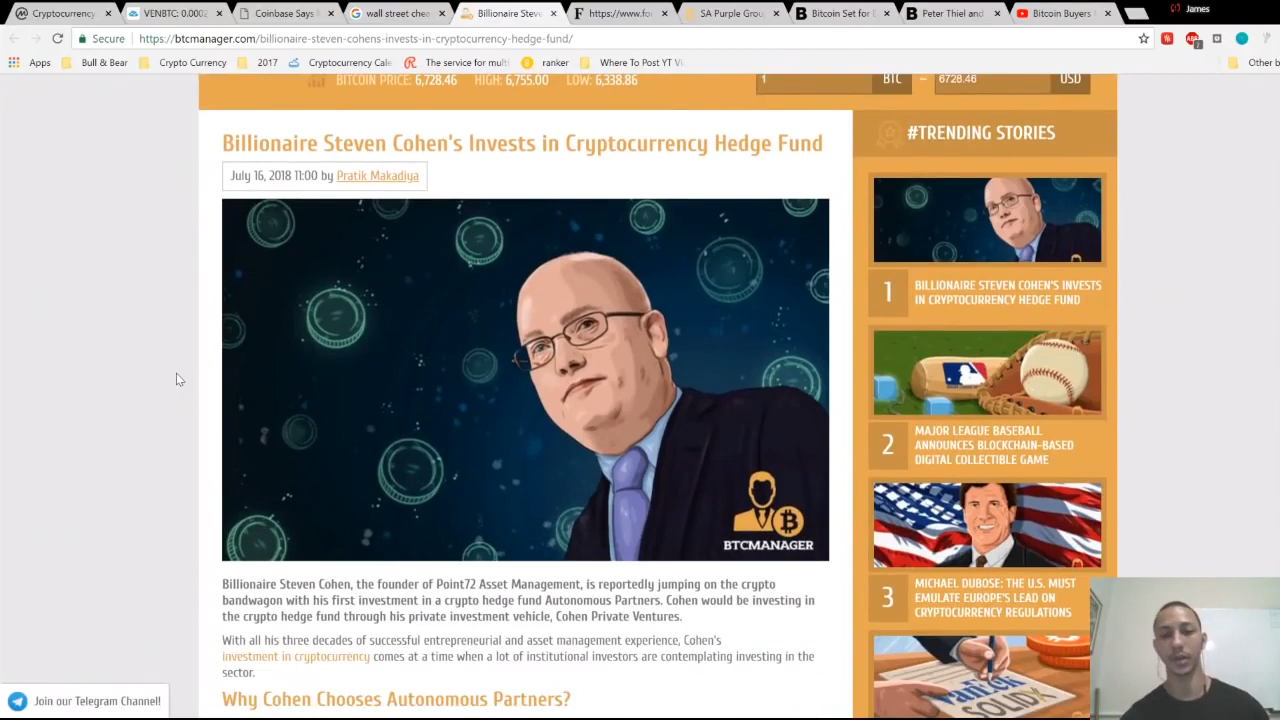 James
Cryptocurrency
VENBTC: 0.0002
Coinbase Says
wall street che
Billionaire Steve
https://www.fo
SA Purple Grou
Bitcoin Set for
Peter Thiel and
Bitcoin Buyers
Secure
https://btcmanager.com/billionaire-steven-cohens-invests-in-cryptocurrency-hedge-fund/
Apps
Bull & Bear
Crypto Currency
2017
Cryptocurrency Cale
The service for multi
ranker
Where To Post YT Vi
Other b
BITCOIN PRICE: 6,728.46 HIGH: 6,755.00 LOW: 6,338.86
1 BTC – 6728.46 USD
Billionaire Steven Cohen's Invests in Cryptocurrency Hedge Fund
July 16, 2018 11:00 by Pratik Makadiya
BTCMANAGER
Billionaire Steven Cohen, the founder of Point72 Asset Management, is reportedly jumping on the crypto
bandwagon with his first investment in a crypto hedge fund Autonomous Partners. Cohen would be investing in
the crypto hedge fund through his private investment vehicle, Cohen Private Ventures.
With all his three decades of successful entrepreneurial and asset management experience, Cohen's
investment in cryptocurrency comes at a time when a lot of institutional investors are contemplating investing in the
sector.
Why Cohen Chooses Autonomous Partners?
#TRENDING STORIES
1
BILLIONAIRE STEVEN COHEN'S INVESTS
IN CRYPTOCURRENCY HEDGE FUND
2
MAJOR LEAGUE BASEBALL
ANNOUNCES BLOCKCHAIN-BASED
DIGITAL COLLECTIBLE GAME
3
MICHAEL DUBOSE: THE U.S. MUST
EMULATE EUROPE'S LEAD ON
CRYPTOCURRENCY REGULATIONS
VanEck
SOLIDX
Join our Telegram Channel!